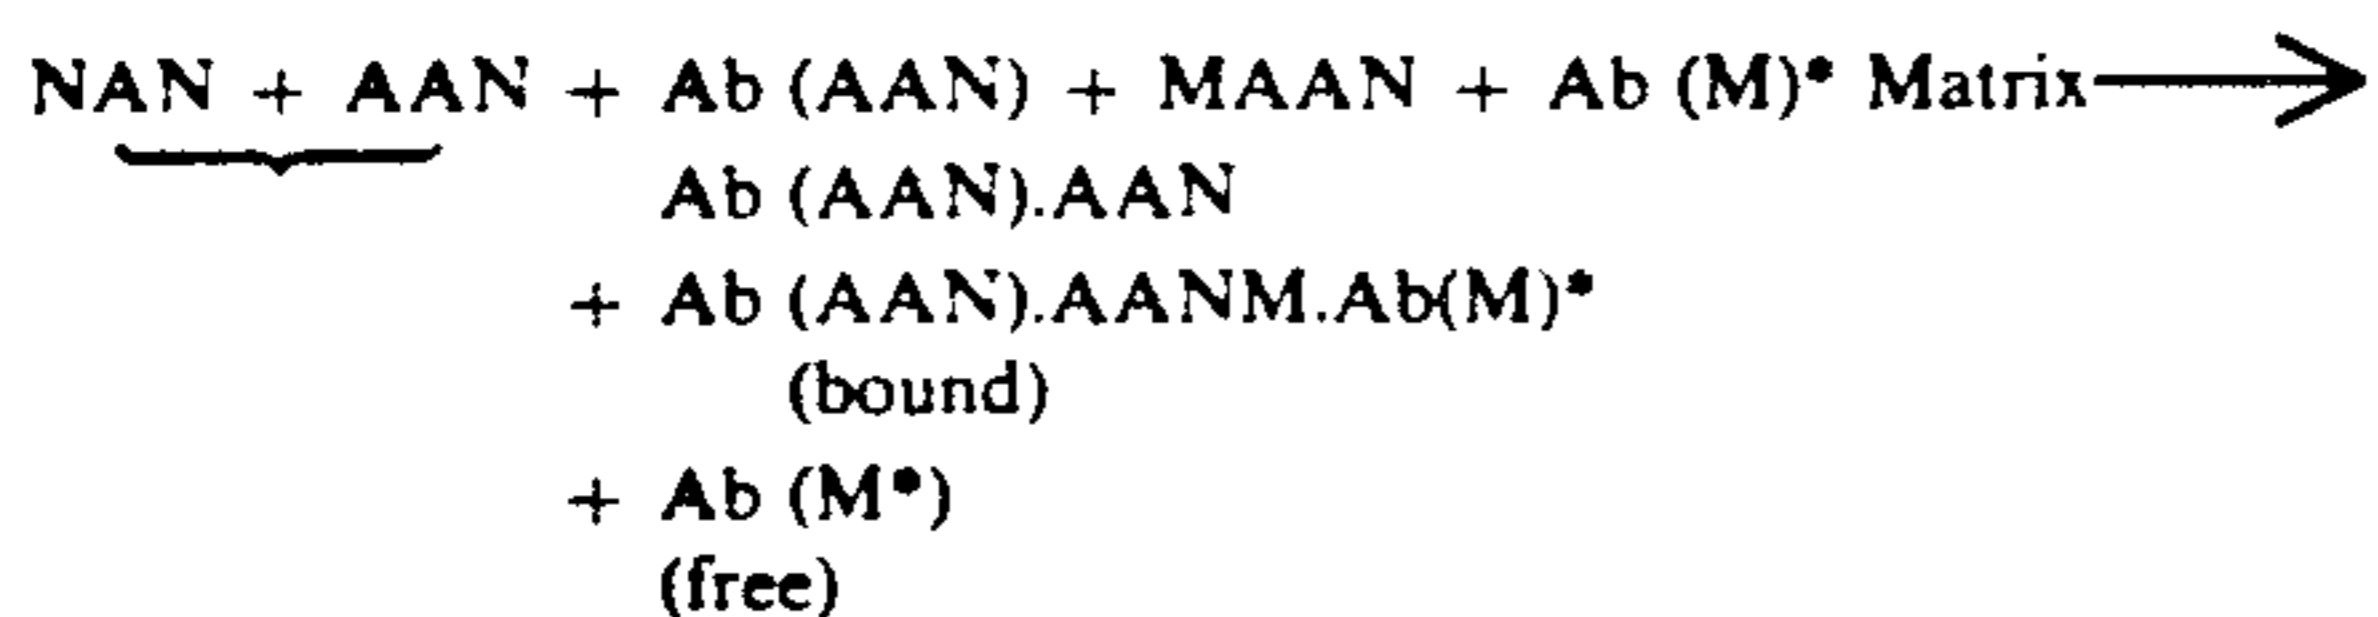 NAN + AAN + Ab (AAN) + MAAN + Ab (M)* Matrix⟶
Ab (AAN).AAN
+ Ab (AAN).AANM.Ab(M)*
(bound)
+ Ab (M*)
(free)